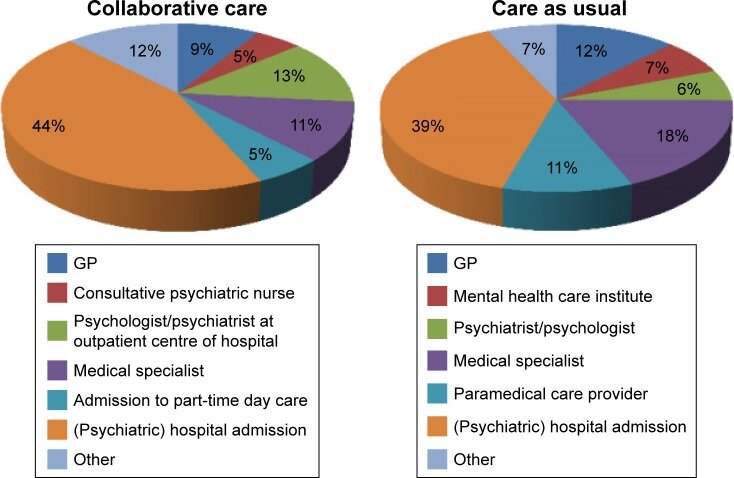 Collaborative care
9%
5%
13%
11%
5%
44%
12%
GP
Consultative psychiatric nurse
Psychologist/psychiatrist at
outpatient centre of hospital
Medical specialist
Admission to part-time day care
(Psychiatric) hospital admission
Other
Care as usual
12%
7%
6%
18%
11%
39%
7%
GP
Mental health care institute
Psychiatrist/psychologist
Medical specialist
Paramedical care provider
(Psychiatric) hospital admission
Other